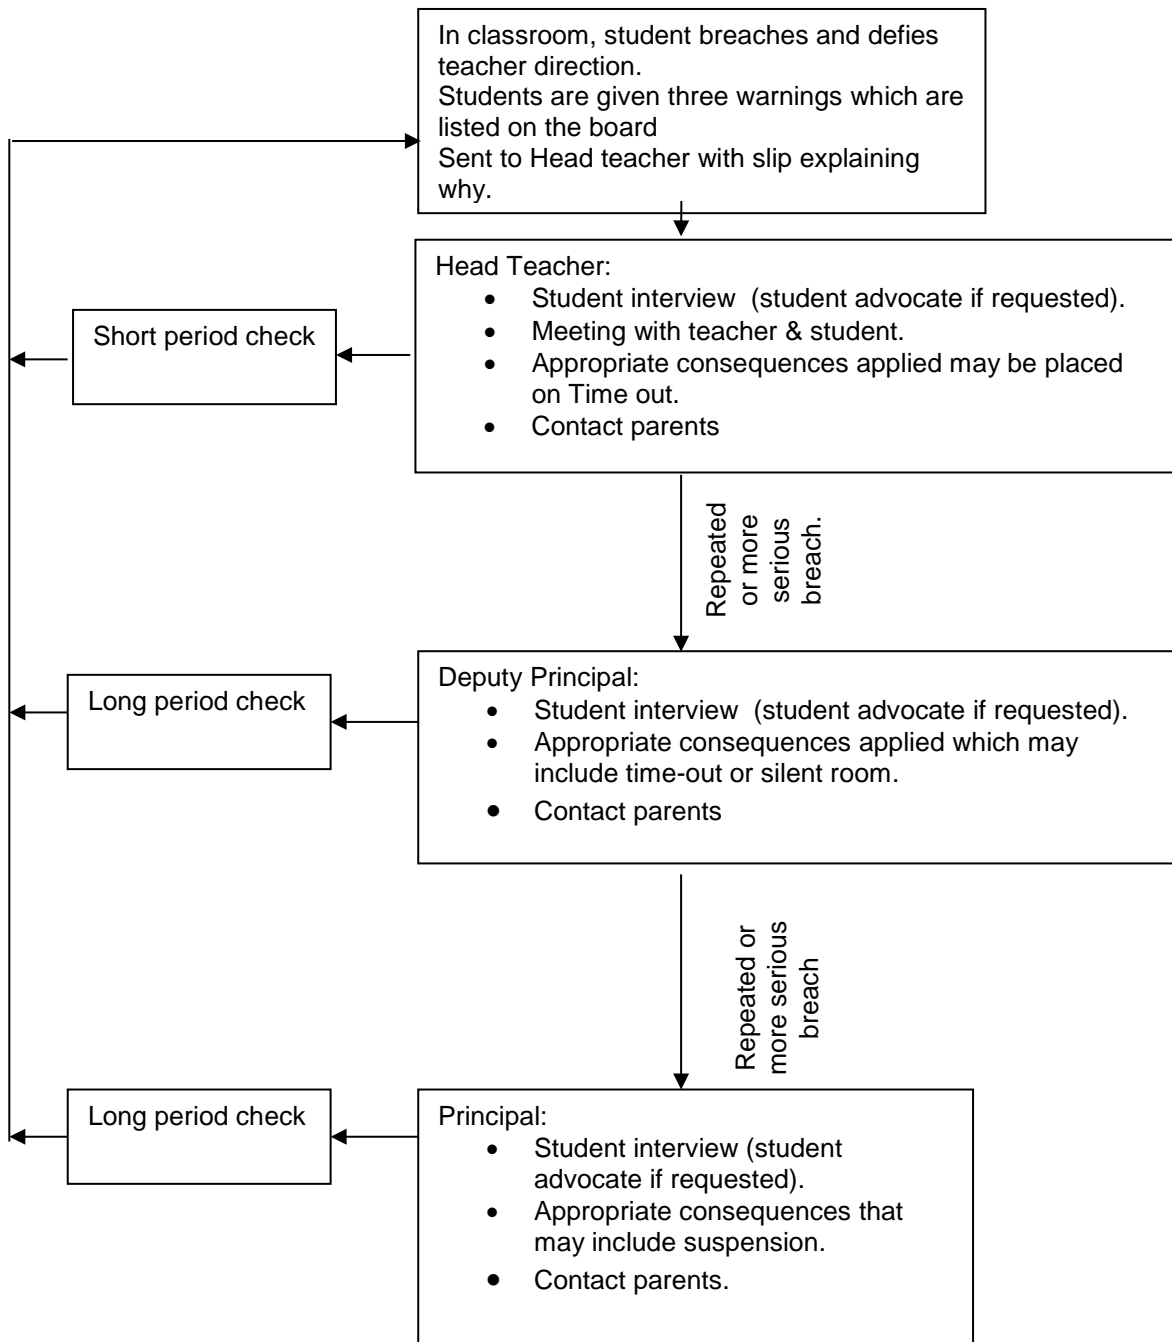 In classroom, student breaches and defies
teacher direction.
Students are given three warnings which are
listed on the board
Sent to Head teacher with slip explaining
why.
Head Teacher:
• Student interview (student advocate if requested).
• Meeting with teacher & student.
• Appropriate consequences applied may be placed
on Time out.
• Contact parents
Short period check
Repeated
or more
serious
breach.
Deputy Principal:
• Student interview (student advocate if requested).
• Appropriate consequences applied which may
include time-out or silent room.
• Contact parents
Long period check
Repeated or
more serious
breach
Principal:
• Student interview (student
advocate if requested).
• Appropriate consequences that
may include suspension.
• Contact parents.
Long period check